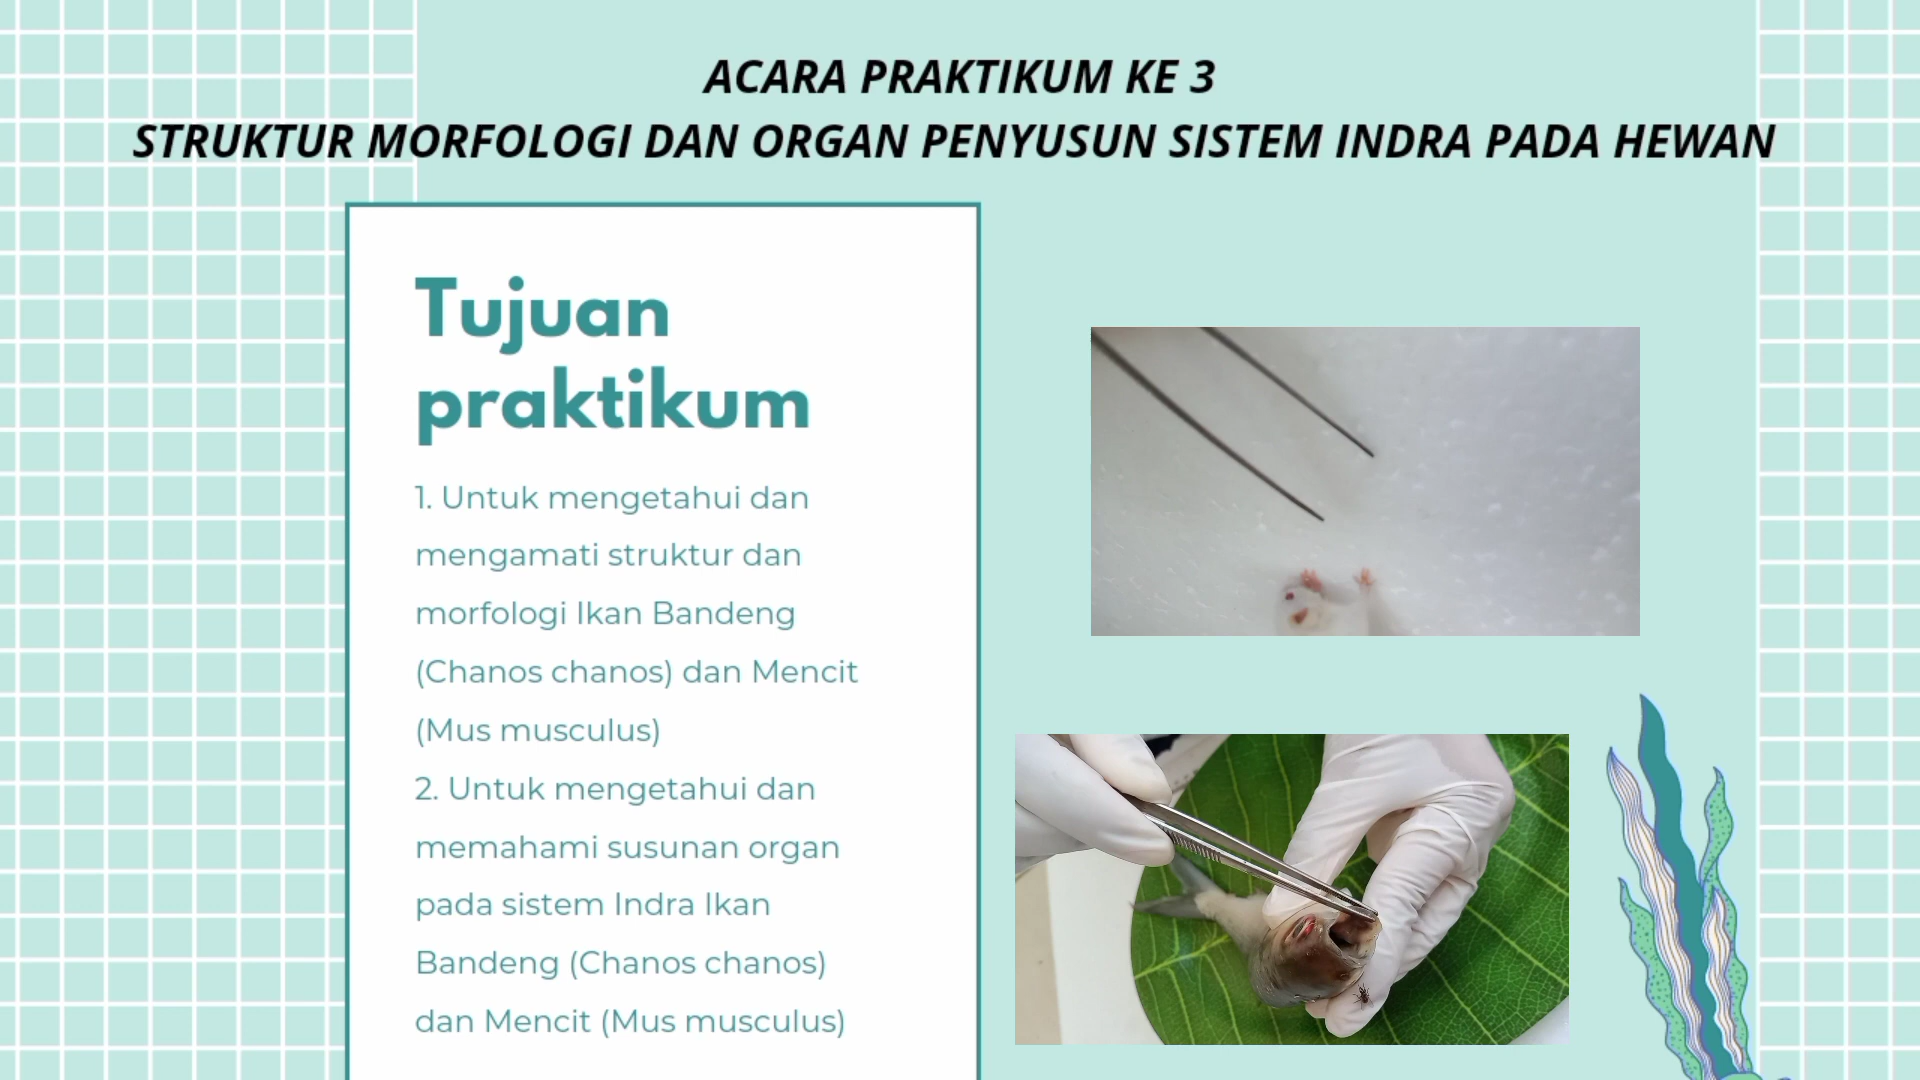 ACARA PRAKTIKUM KE 3
STRUKTUR MORFOLOGI DAN ORGAN PENYUSUN SISTEM INDRA PADA HEWAN
Tujuan
praktikum
1. Untuk mengetahui dan
mengamati struktur dan
morfologi Ikan Bandeng
(Chanos chanos) dan Mencit
(Mus musculus)
2. Untuk mengetahui dan
memahami susunan organ
pada sistem Indra Ikan
Bandeng (Chanos chanos)
dan Mencit (Mus musculus)